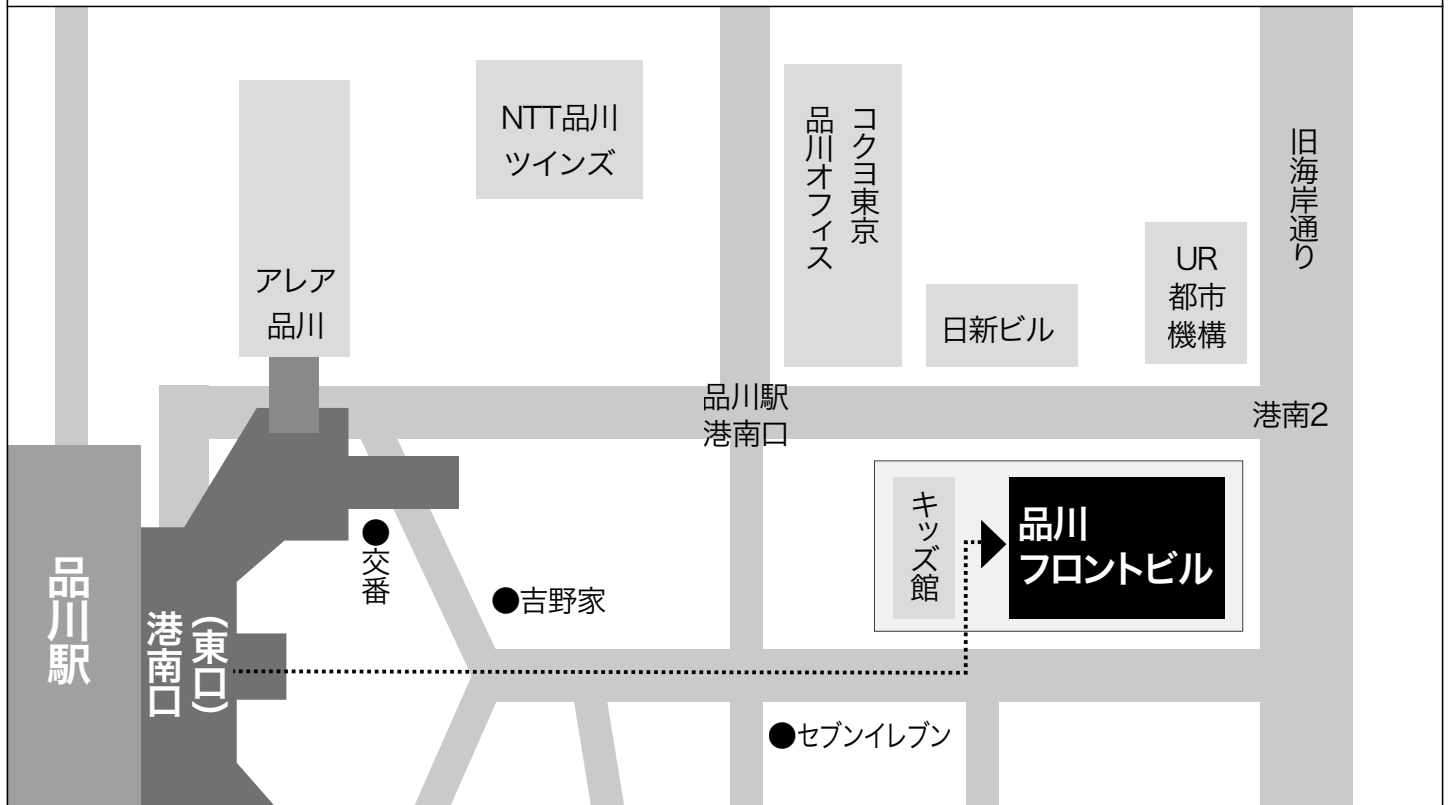 NTT品川
ツインズ
コクヨ東京
品川オフィス
旧海岸通り
アレア
品川
UR
都市
機構
日新ビル
品川駅
港南口
港南2
キッズ館
品川
フロントビル
●交番
●吉野家
品川駅
港南口
（東口）
●セブンイレブン